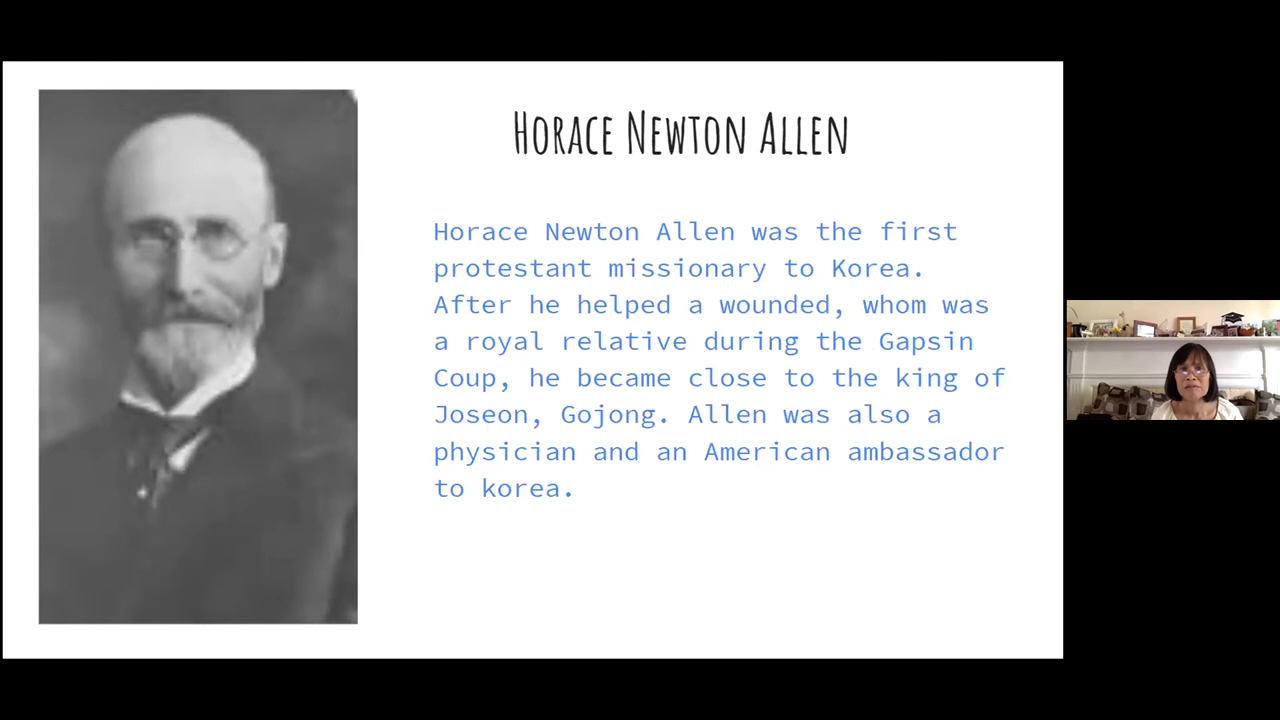 Horace Newton Allen
Horace Newton Allen was the first
protestant missionary to Korea.
After he helped a wounded, whom was
a royal relative during the Gapsin
Coup, he became close to the king of
Joseon, Gojong. Allen was also a
physician and an American ambassador
to korea.